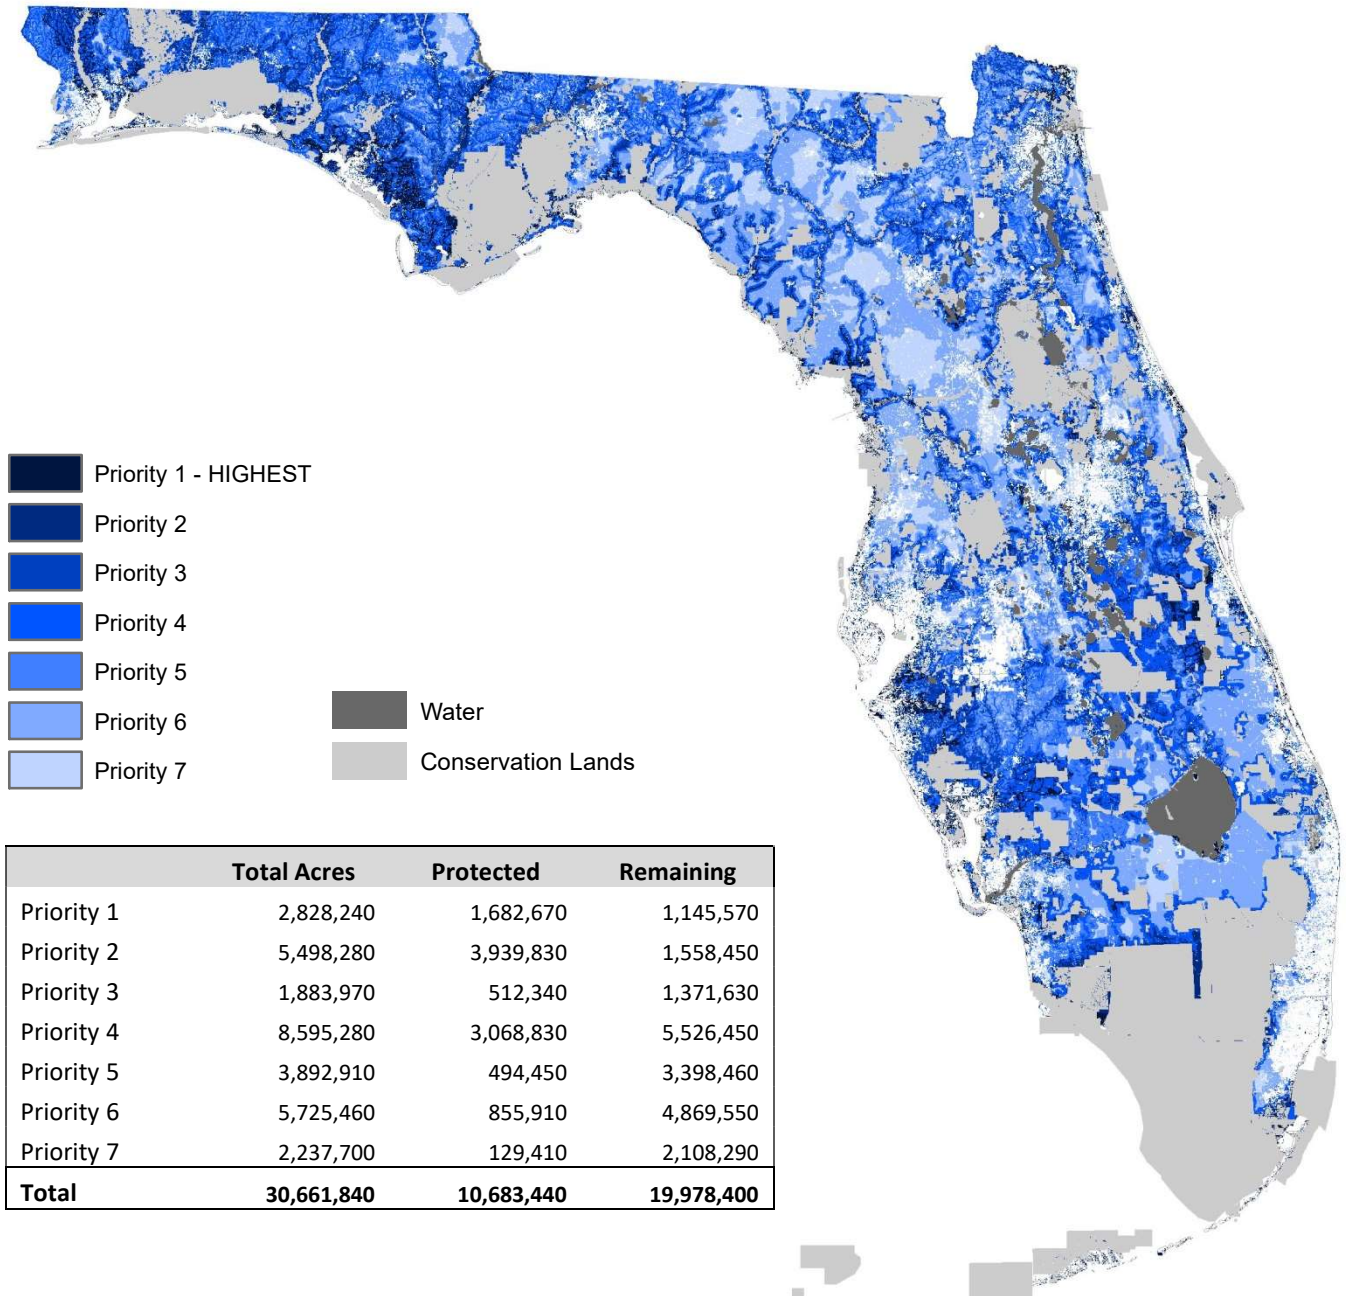 Priority 1 - HIGHEST
Priority 2
Priority 3
Priority 4
Priority 5
Priority 6
Priority 7
Water
Conservation Lands
Total Acres Protected Remaining
Priority 1 2,828,240 1,682,670 1,145,570
Priority 2 5,498,280 3,939,830 1,558,450
Priority 3 1,883,970 512,340 1,371,630
Priority 4 8,595,280 3,068,830 5,526,450
Priority 5 3,892,910 494,450 3,398,460
Priority 6 5,725,460 855,910 4,869,550
Priority 7 2,237,700 129,410 2,108,290
Total 30,661,840 10,683,440 19,978,400